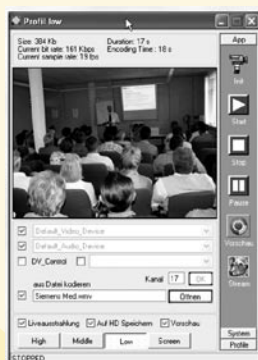 Profil low
Size: 304 Kb Duration: 17 s
Current bit rate: 161 Kbps Encoding Time: 18 s
Current sample rate: 19 fps
App
Init
Start
Stop
Pause
Vorschau
Stream
Default_Video_Device
Default_Audio_Device
DV_Control
Kanal 17 OK
aus Datei kodieren
Siemens Med.wmv Öffnen
Liveausstrahlung Auf HD Speichern Vorschau
High Middle Low Screen
System
Profile
STOPPED